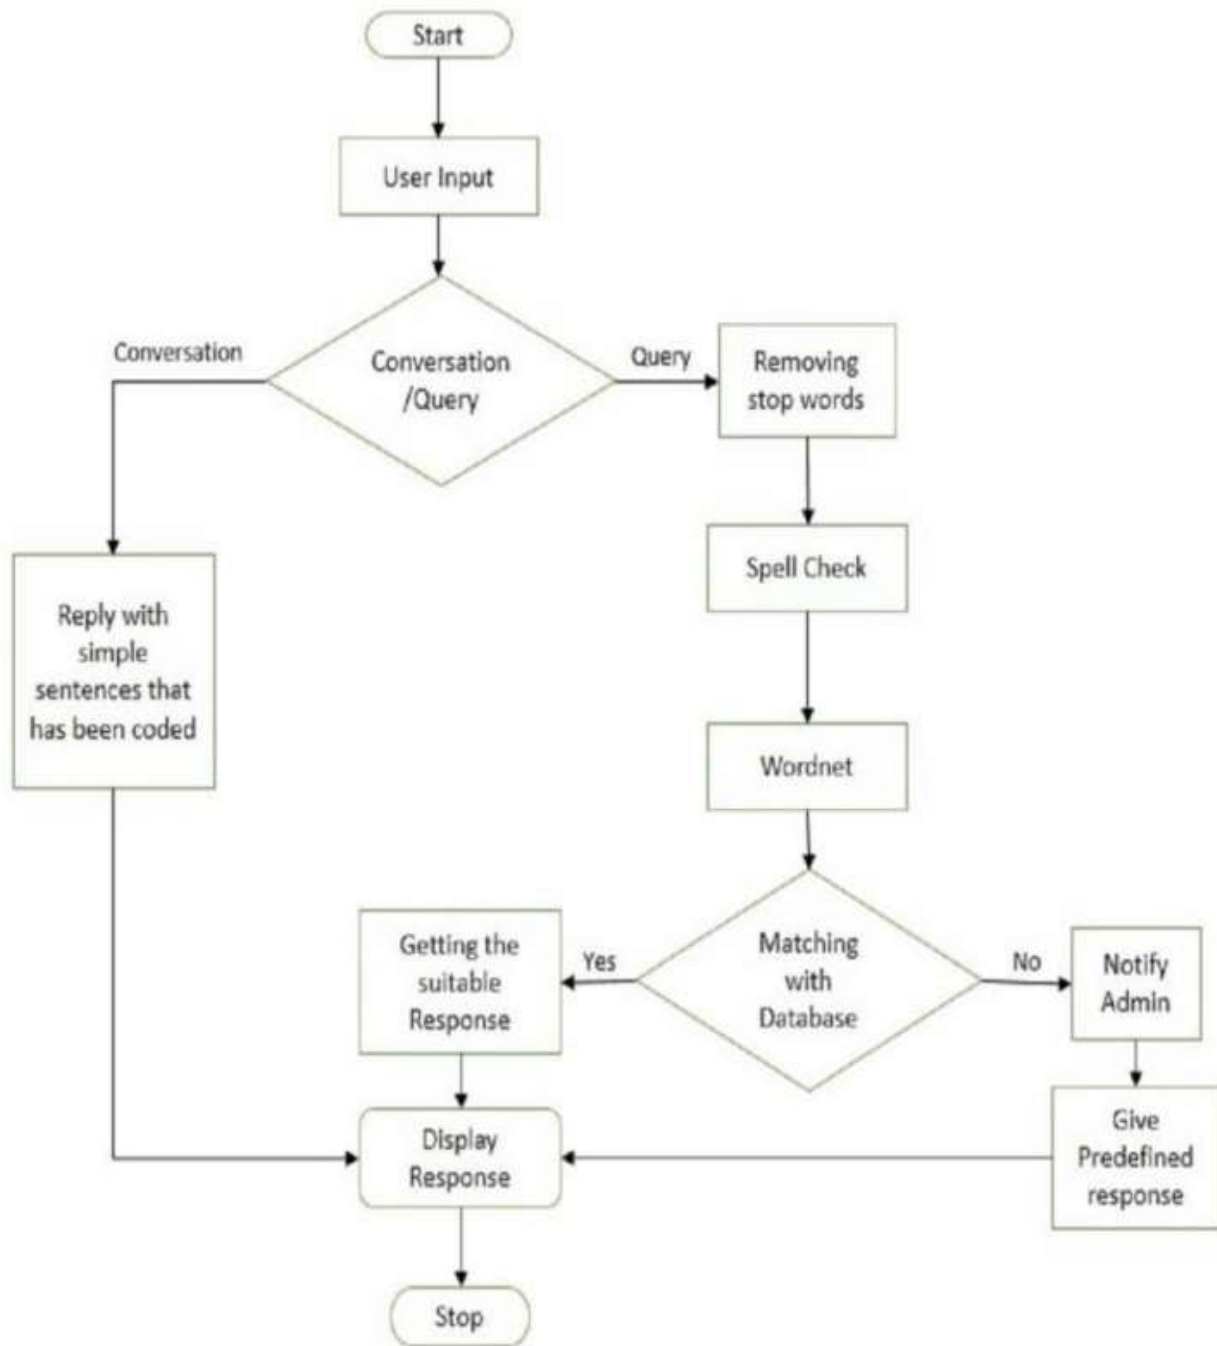 Start
User Input
Conversation
/Query
Conversation
Query
Removing
stop words
Spell Check
Wordnet
Reply with
simple
sentences that
has been coded
Matching
with
Database
Yes
No
Getting the
suitable
Response
Notify
Admin
Give
Predefined
response
Display
Response
Stop